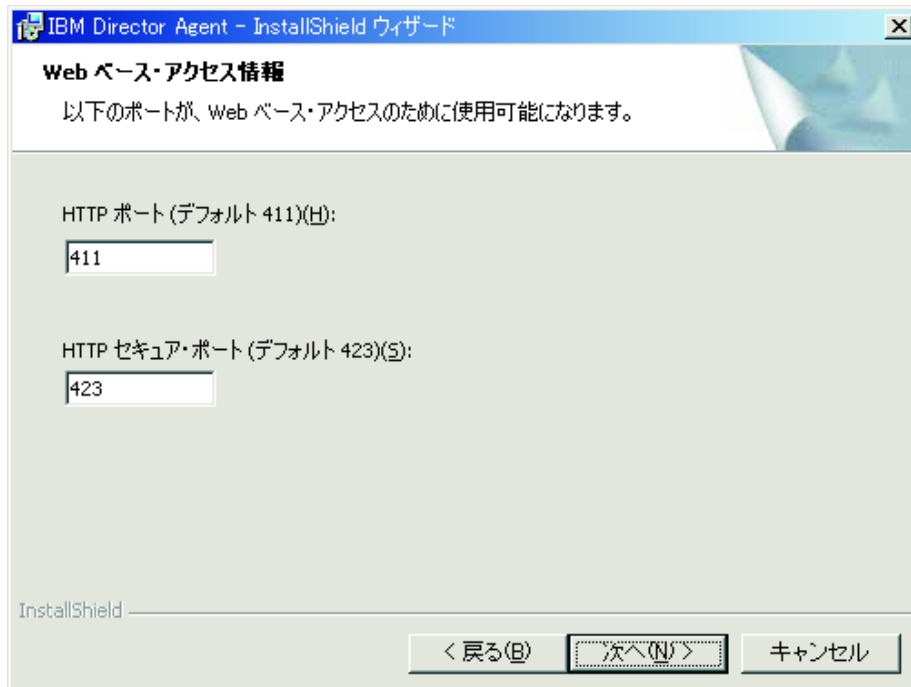 IBM Director Agent - InstallShield ウィザード
Web ベース・アクセス情報
以下のポートが、Web ベース・アクセスのために使用可能になります。
HTTP ポート (デフォルト 411)(H):
411
HTTP セキュア・ポート (デフォルト 423)(S):
423
InstallShield
< 戻る(B)
次へ(N) >
キャンセル